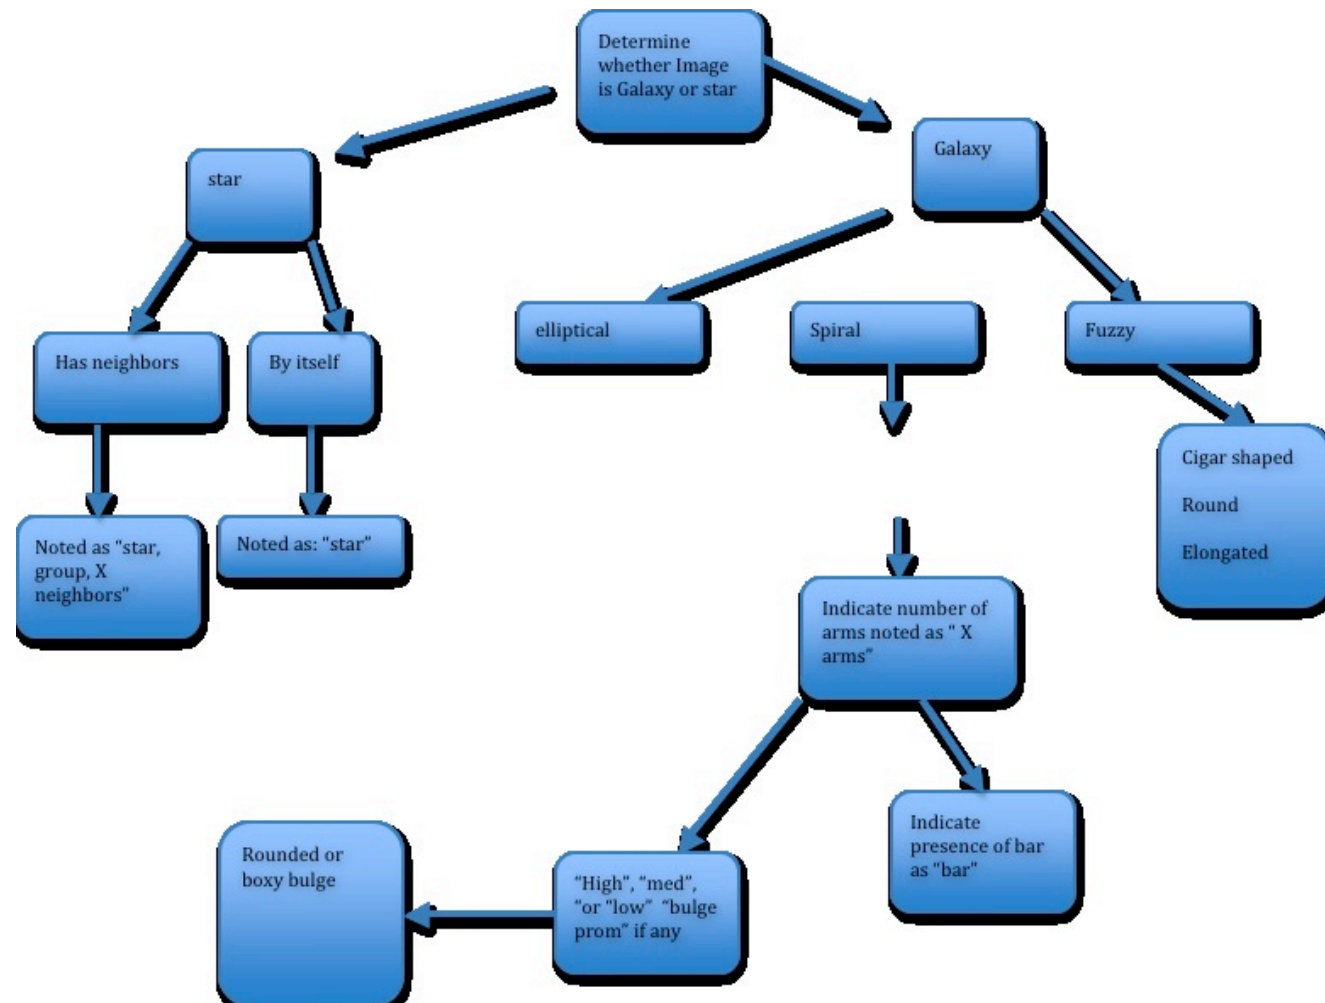 Determine
whether Image
is Galaxy or star
Galaxy
star
elliptical
Spiral
Fuzzy
Has neighbors
By itself
Cigar shaped
Round
Elongated
Noted as “star,
group, X
neighbors”
Noted as: “star”
Indicate number of
arms noted as “ X
arms”
Indicate
presence of bar
as “bar”
Rounded or
boxy bulge
“High”, “med”,
“or “low”  “bulge
prom” if any